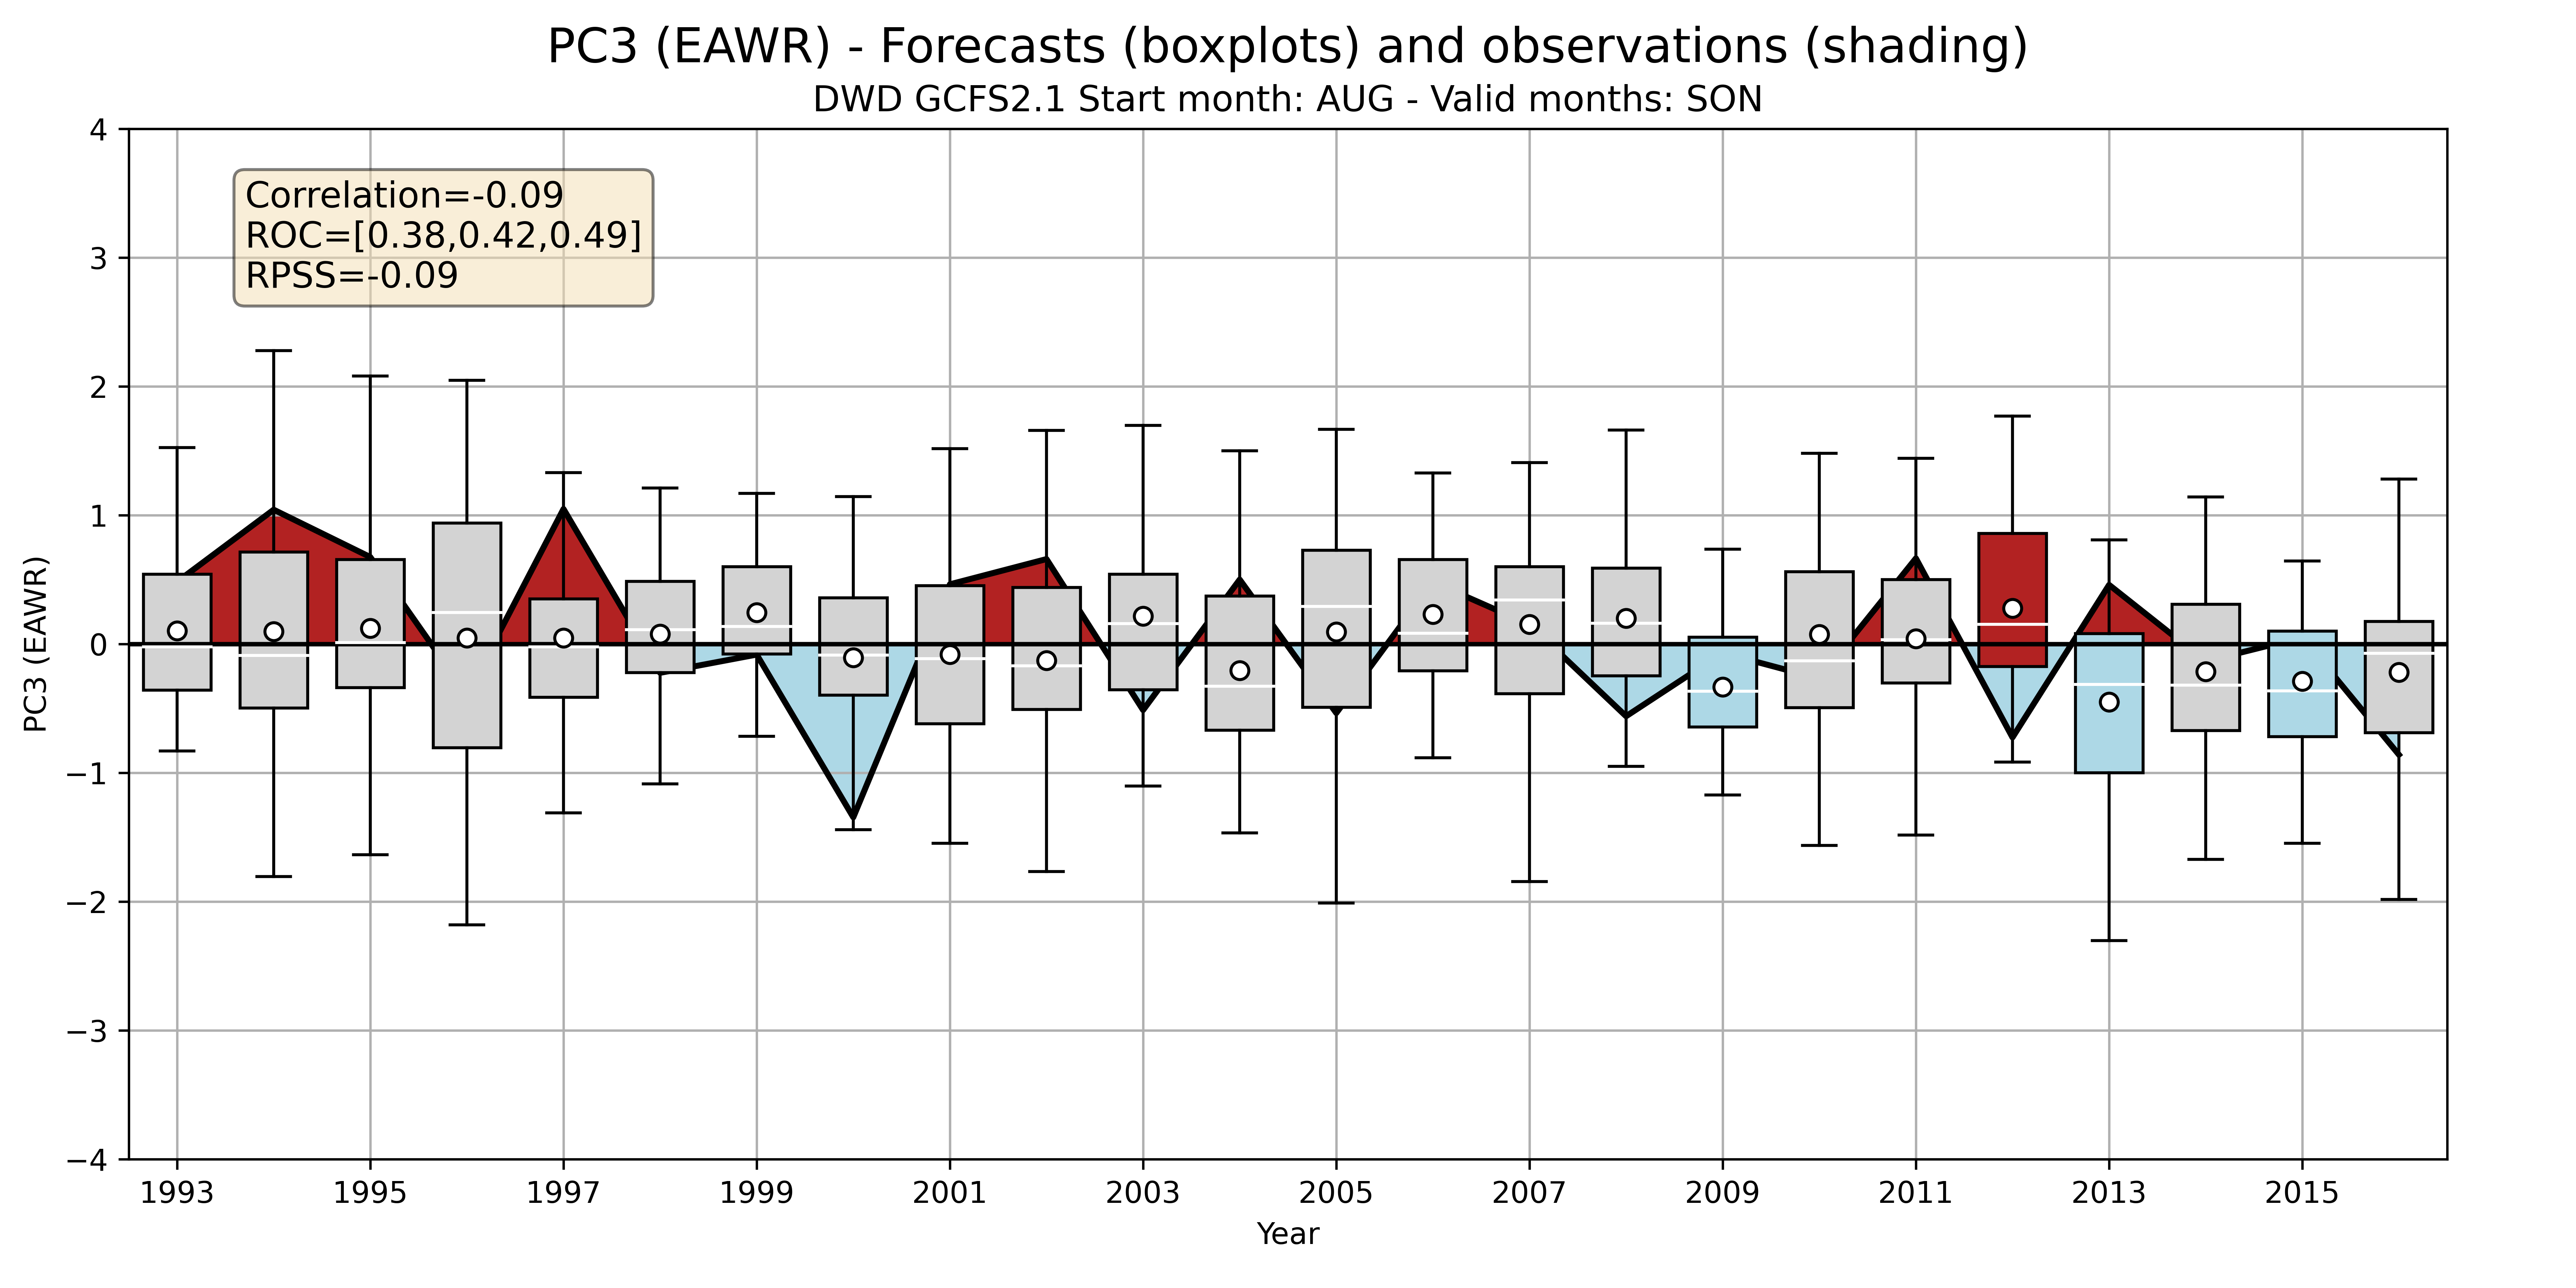 PC3 (EAWR) - Forecasts (boxplots) and observations (shading)
DWD GCFS2.1 Start month: AUG - Valid months: SON
Correlation=-0.09
ROC=[0.38,0.42,0.49]
RPSS=-0.09
PC3 (EAWR)
4
3
2
1
0
−1
−2
−3
−4
1993 1995 1997 1999 2001 2003 2005 2007 2009 2011 2013 2015
Year